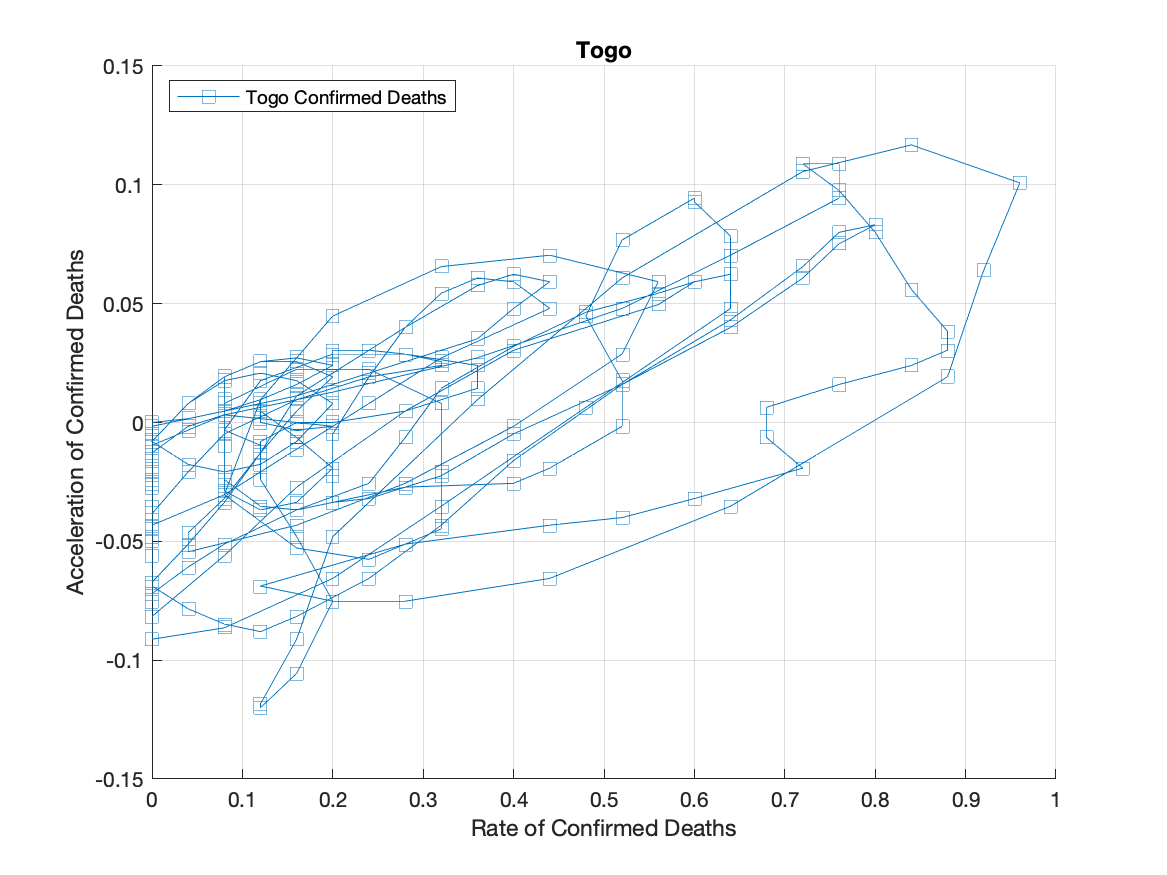 Togo
0.15
Togo Confirmed Deaths
0.1
0.05
0
-0.05
-0.1
-0.15
Acceleration of Confirmed Deaths
0 0.1 0.2 0.3 0.4 0.5 0.6 0.7 0.8 0.9 1
Rate of Confirmed Deaths